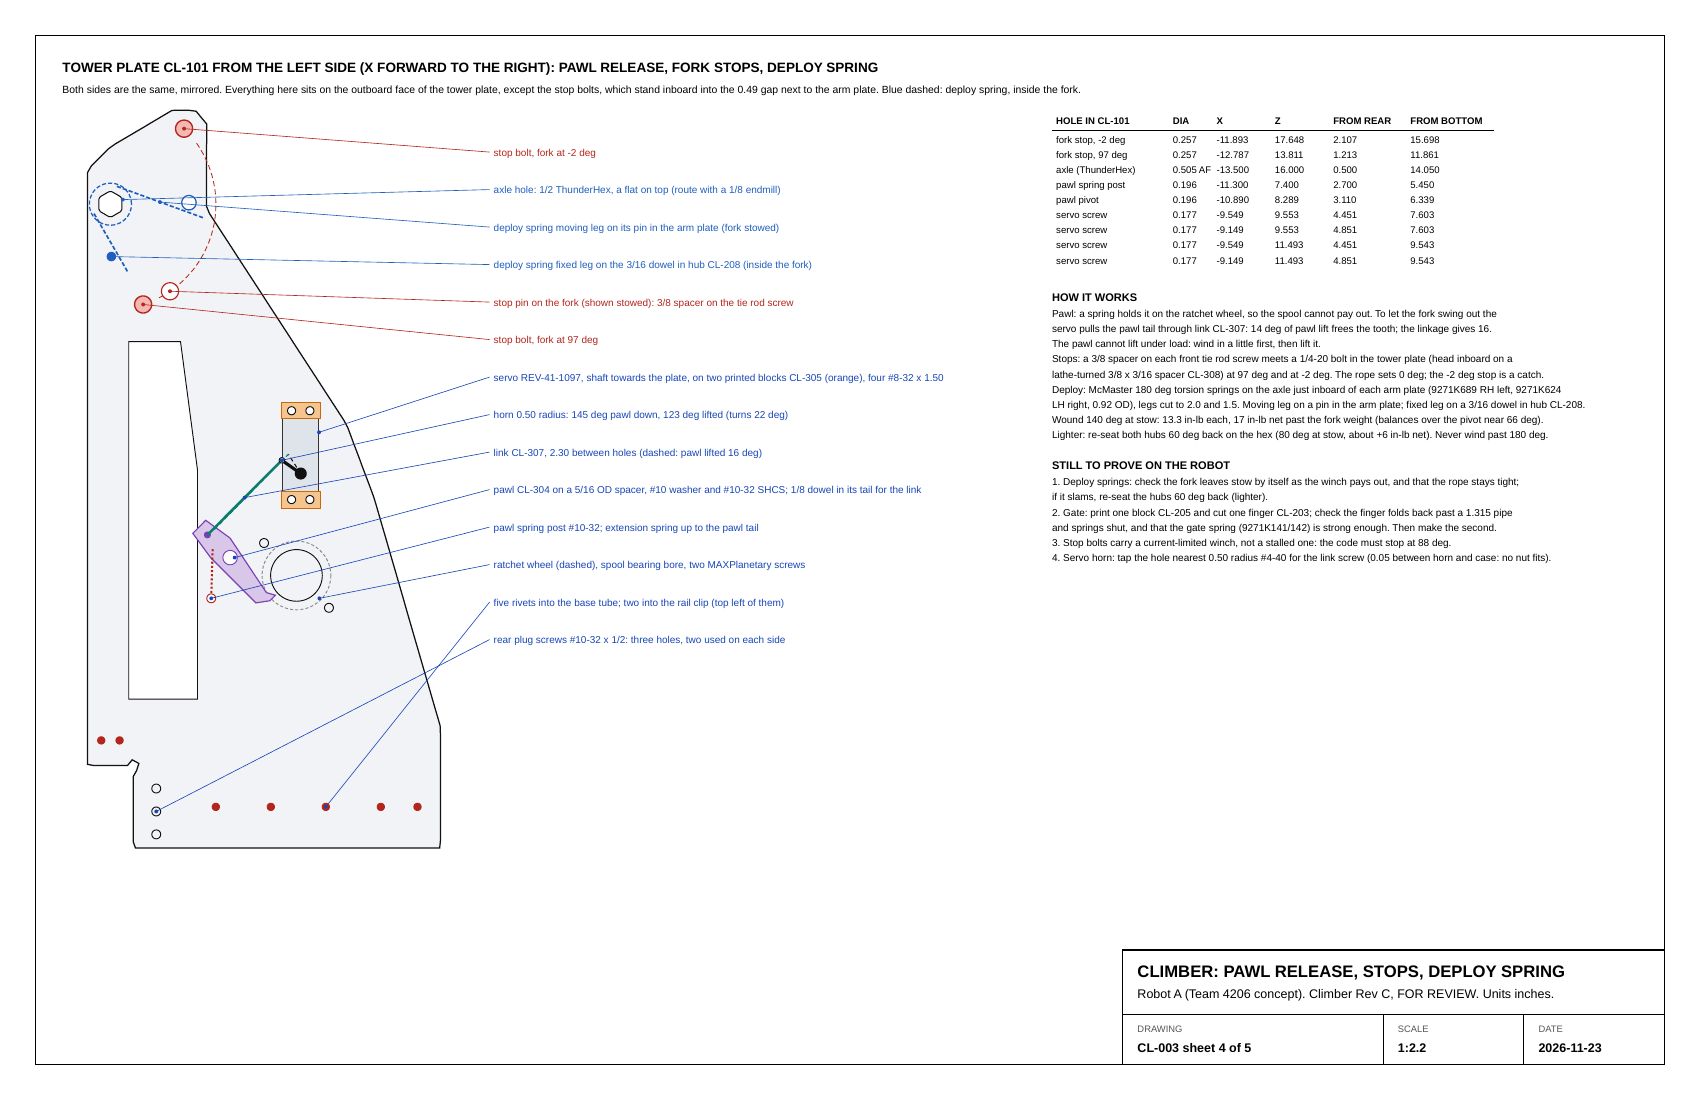 TOWER PLATE CL-101 FROM THE LEFT SIDE (X FORWARD TO THE RIGHT): PAWL RELEASE, FORK STOPS, DEPLOY SPRING
Both sides are the same, mirrored. Everything here sits on the outboard face of the tower plate, except the stop bolts, which stand inboard into the 0.49 gap next to the arm plate. Blue dashed: deploy spring, inside the fork.
stop bolt, fork at -2 deg
axle hole: 1/2 ThunderHex, a flat on top (route with a 1/8 endmill)
deploy spring moving leg on its pin in the arm plate (fork stowed)
deploy spring fixed leg on the 3/16 dowel in hub CL-208 (inside the fork)
stop pin on the fork (shown stowed): 3/8 spacer on the tie rod screw
stop bolt, fork at 97 deg
servo REV-41-1097, shaft towards the plate, on two printed blocks CL-305 (orange), four #8-32 x 1.50
horn 0.50 radius: 145 deg pawl down, 123 deg lifted (turns 22 deg)
link CL-307, 2.30 between holes (dashed: pawl lifted 16 deg)
pawl CL-304 on a 5/16 OD spacer, #10 washer and #10-32 SHCS; 1/8 dowel in its tail for the link
pawl spring post #10-32; extension spring up to the pawl tail
ratchet wheel (dashed), spool bearing bore, two MAXPlanetary screws
five rivets into the base tube; two into the rail clip (top left of them)
rear plug screws #10-32 x 1/2: three holes, two used on each side
HOLE IN CL-101 DIA X Z FROM REAR FROM BOTTOM
fork stop, -2 deg 0.257 -11.893 17.648 2.107 15.698
fork stop, 97 deg 0.257 -12.787 13.811 1.213 11.861
axle (ThunderHex) 0.505 AF -13.500 16.000 0.500 14.050
pawl spring post 0.196 -11.300 7.400 2.700 5.450
pawl pivot 0.196 -10.890 8.289 3.110 6.339
servo screw 0.177 -9.549 9.553 4.451 7.603
servo screw 0.177 -9.149 9.553 4.851 7.603
servo screw 0.177 -9.549 11.493 4.451 9.543
servo screw 0.177 -9.149 11.493 4.851 9.543
HOW IT WORKS
Pawl: a spring holds it on the ratchet wheel, so the spool cannot pay out. To let the fork swing out the
servo pulls the pawl tail through link CL-307: 14 deg of pawl lift frees the tooth; the linkage gives 16.
The pawl cannot lift under load: wind in a little first, then lift it.
Stops: a 3/8 spacer on each front tie rod screw meets a 1/4-20 bolt in the tower plate (head inboard on a
lathe-turned 3/8 x 3/16 spacer CL-308) at 97 deg and at -2 deg. The rope sets 0 deg; the -2 deg stop is a catch.
Deploy: McMaster 180 deg torsion springs on the axle just inboard of each arm plate (9271K689 RH left, 9271K624
LH right, 0.92 OD), legs cut to 2.0 and 1.5. Moving leg on a pin in the arm plate; fixed leg on a 3/16 dowel in hub CL-208.
Wound 140 deg at stow: 13.3 in-lb each, 17 in-lb net past the fork weight (balances over the pivot near 66 deg).
Lighter: re-seat both hubs 60 deg back on the hex (80 deg at stow, about +6 in-lb net). Never wind past 180 deg.
STILL TO PROVE ON THE ROBOT
1. Deploy springs: check the fork leaves stow by itself as the winch pays out, and that the rope stays tight;
if it slams, re-seat the hubs 60 deg back (lighter).
2. Gate: print one block CL-205 and cut one finger CL-203; check the finger folds back past a 1.315 pipe
and springs shut, and that the gate spring (9271K141/142) is strong enough. Then make the second.
3. Stop bolts carry a current-limited winch, not a stalled one: the code must stop at 88 deg.
4. Servo horn: tap the hole nearest 0.50 radius #4-40 for the link screw (0.05 between horn and case: no nut fits).
CLIMBER: PAWL RELEASE, STOPS, DEPLOY SPRING
Robot A (Team 4206 concept). Climber Rev C, FOR REVIEW. Units inches.
DRAWING SCALE DATE
CL-003 sheet 4 of 5 1:2.2 2026-11-23